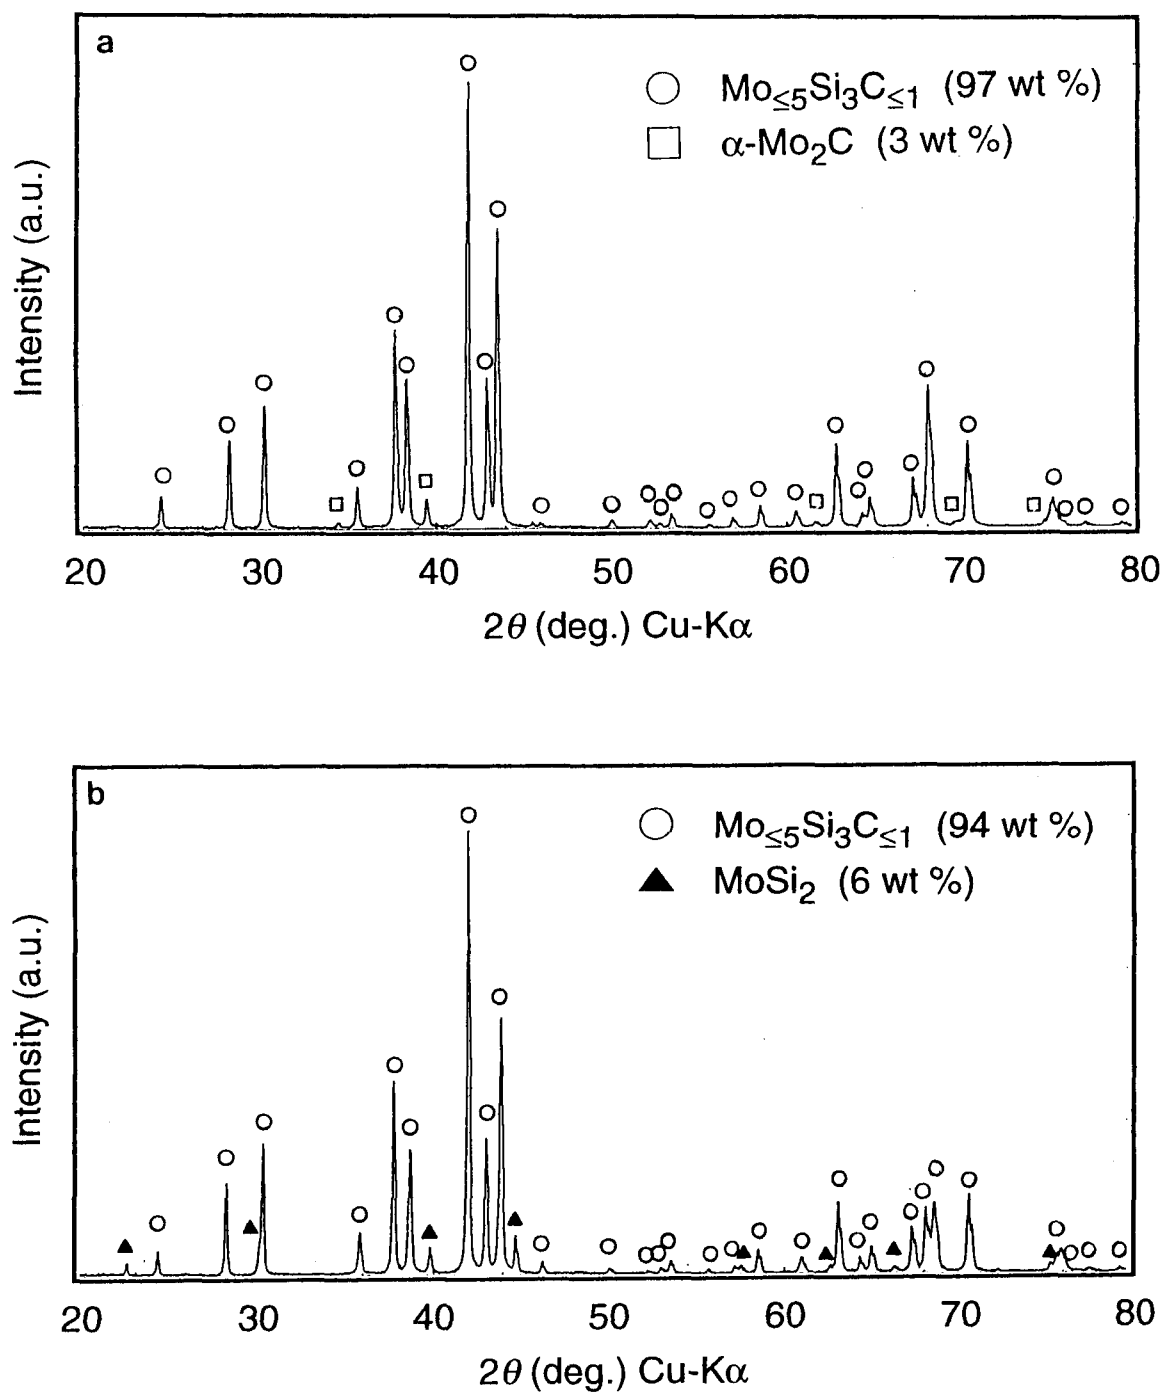 a
Mo≤5Si3C≤1 (97 wt %)
α-Mo2C (3 wt %)
Intensity (a.u.)
20 30 40 50 60 70 80
2θ (deg.) Cu-Kα
b
Mo≤5Si3C≤1 (94 wt %)
MoSi2 (6 wt %)
Intensity (a.u.)
20 30 40 50 60 70 80
2θ (deg.) Cu-Kα